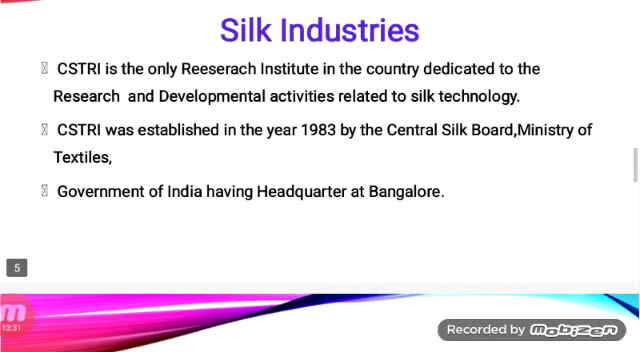 Silk Industries
CSTRI is the only Reeserach Institute in the country dedicated to the
Research and Developmental activities related to silk technology.
CSTRI was established in the year 1983 by the Central Silk Board,Ministry of
Textiles,
Government of India having Headquarter at Bangalore.
5
m
13:31
Recorded by Mobizen